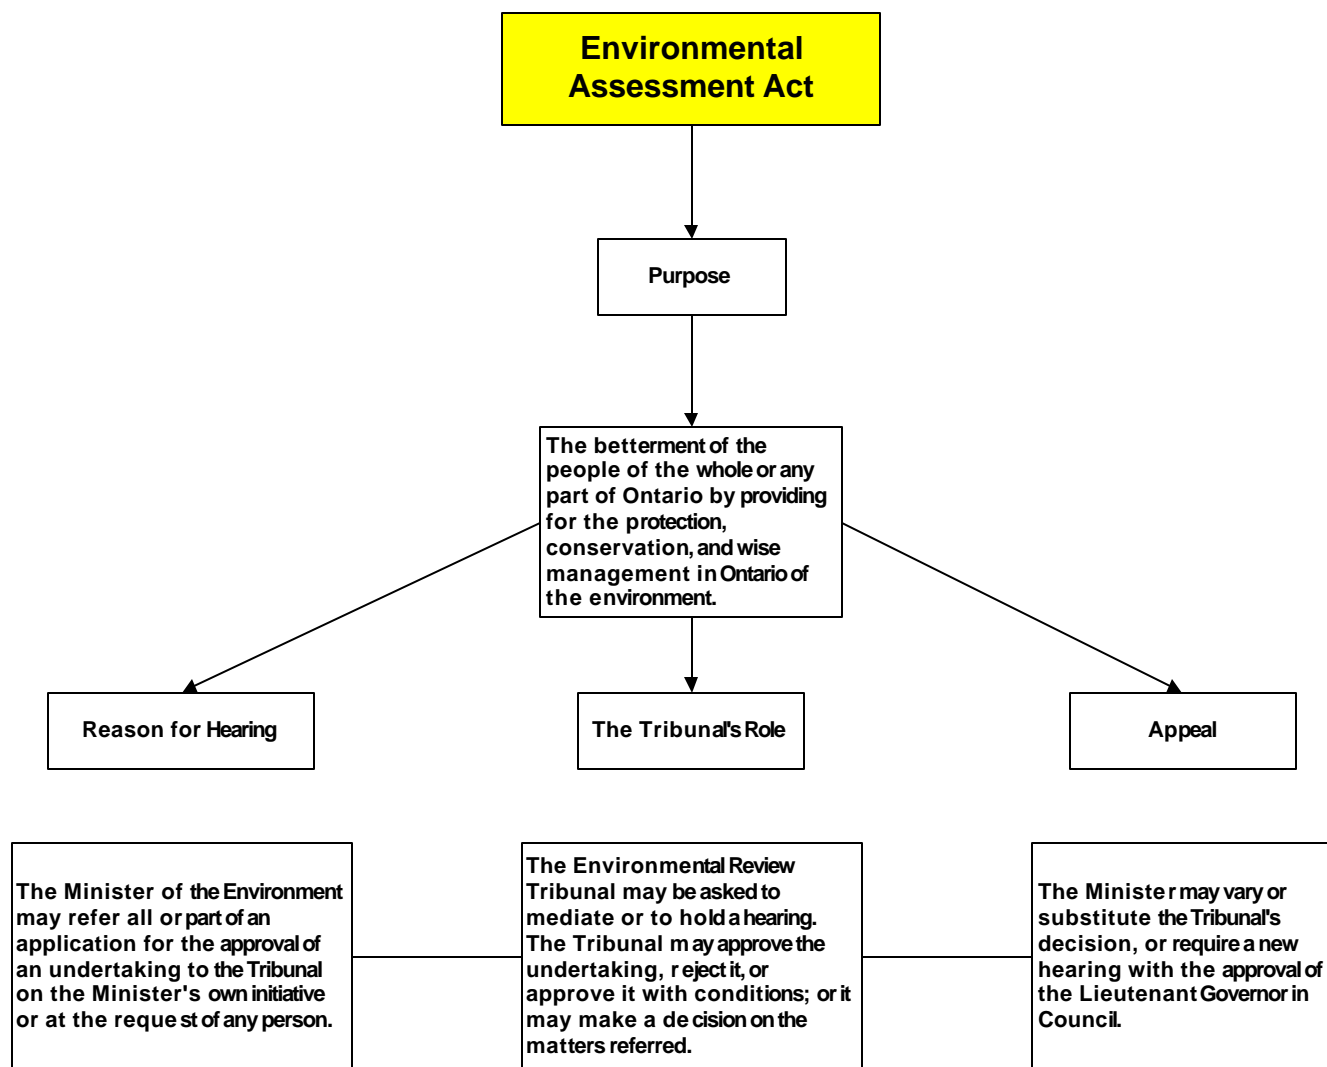 Environmental
Assessment Act
Purpose
The betterment of the
people of the whole or any
part of Ontario by providing
for the protection,
conservation, and wise
management in Ontario of
the environment.
Reason for Hearing
The Tribunal's Role
Appeal
The Minister of the Environment
may refer all or part of an
application for the approval of
an undertaking to the Tribunal
on the Minister's own initiative
or at the request of any person.
The Environmental Review
Tribunal may be asked to
mediate or to hold a hearing.
The Tribunal may approve the
undertaking, reject it, or
approve it with conditions; or it
may make a decision on the
matters referred.
The Minister may vary or
substitute the Tribunal's
decision, or require a new
hearing with the approval of
the Lieutenant Governor in
Council.